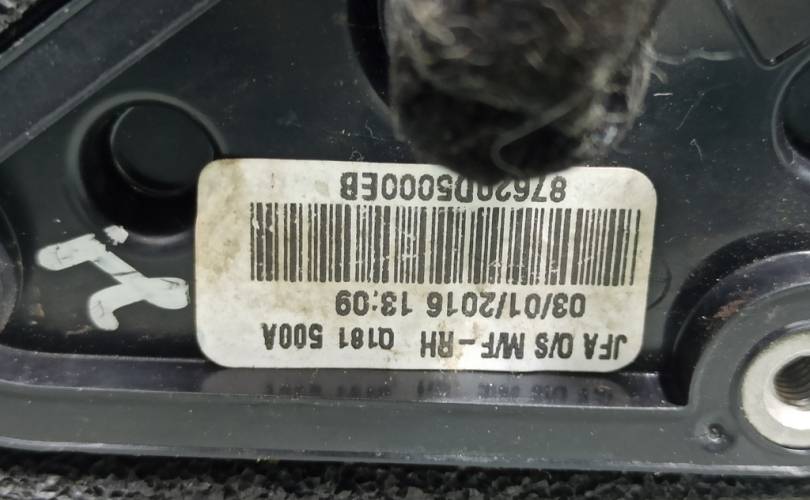 JFA O/S M/F-RH Q181 500A
03/01/2016 13:09
87620D5000EB